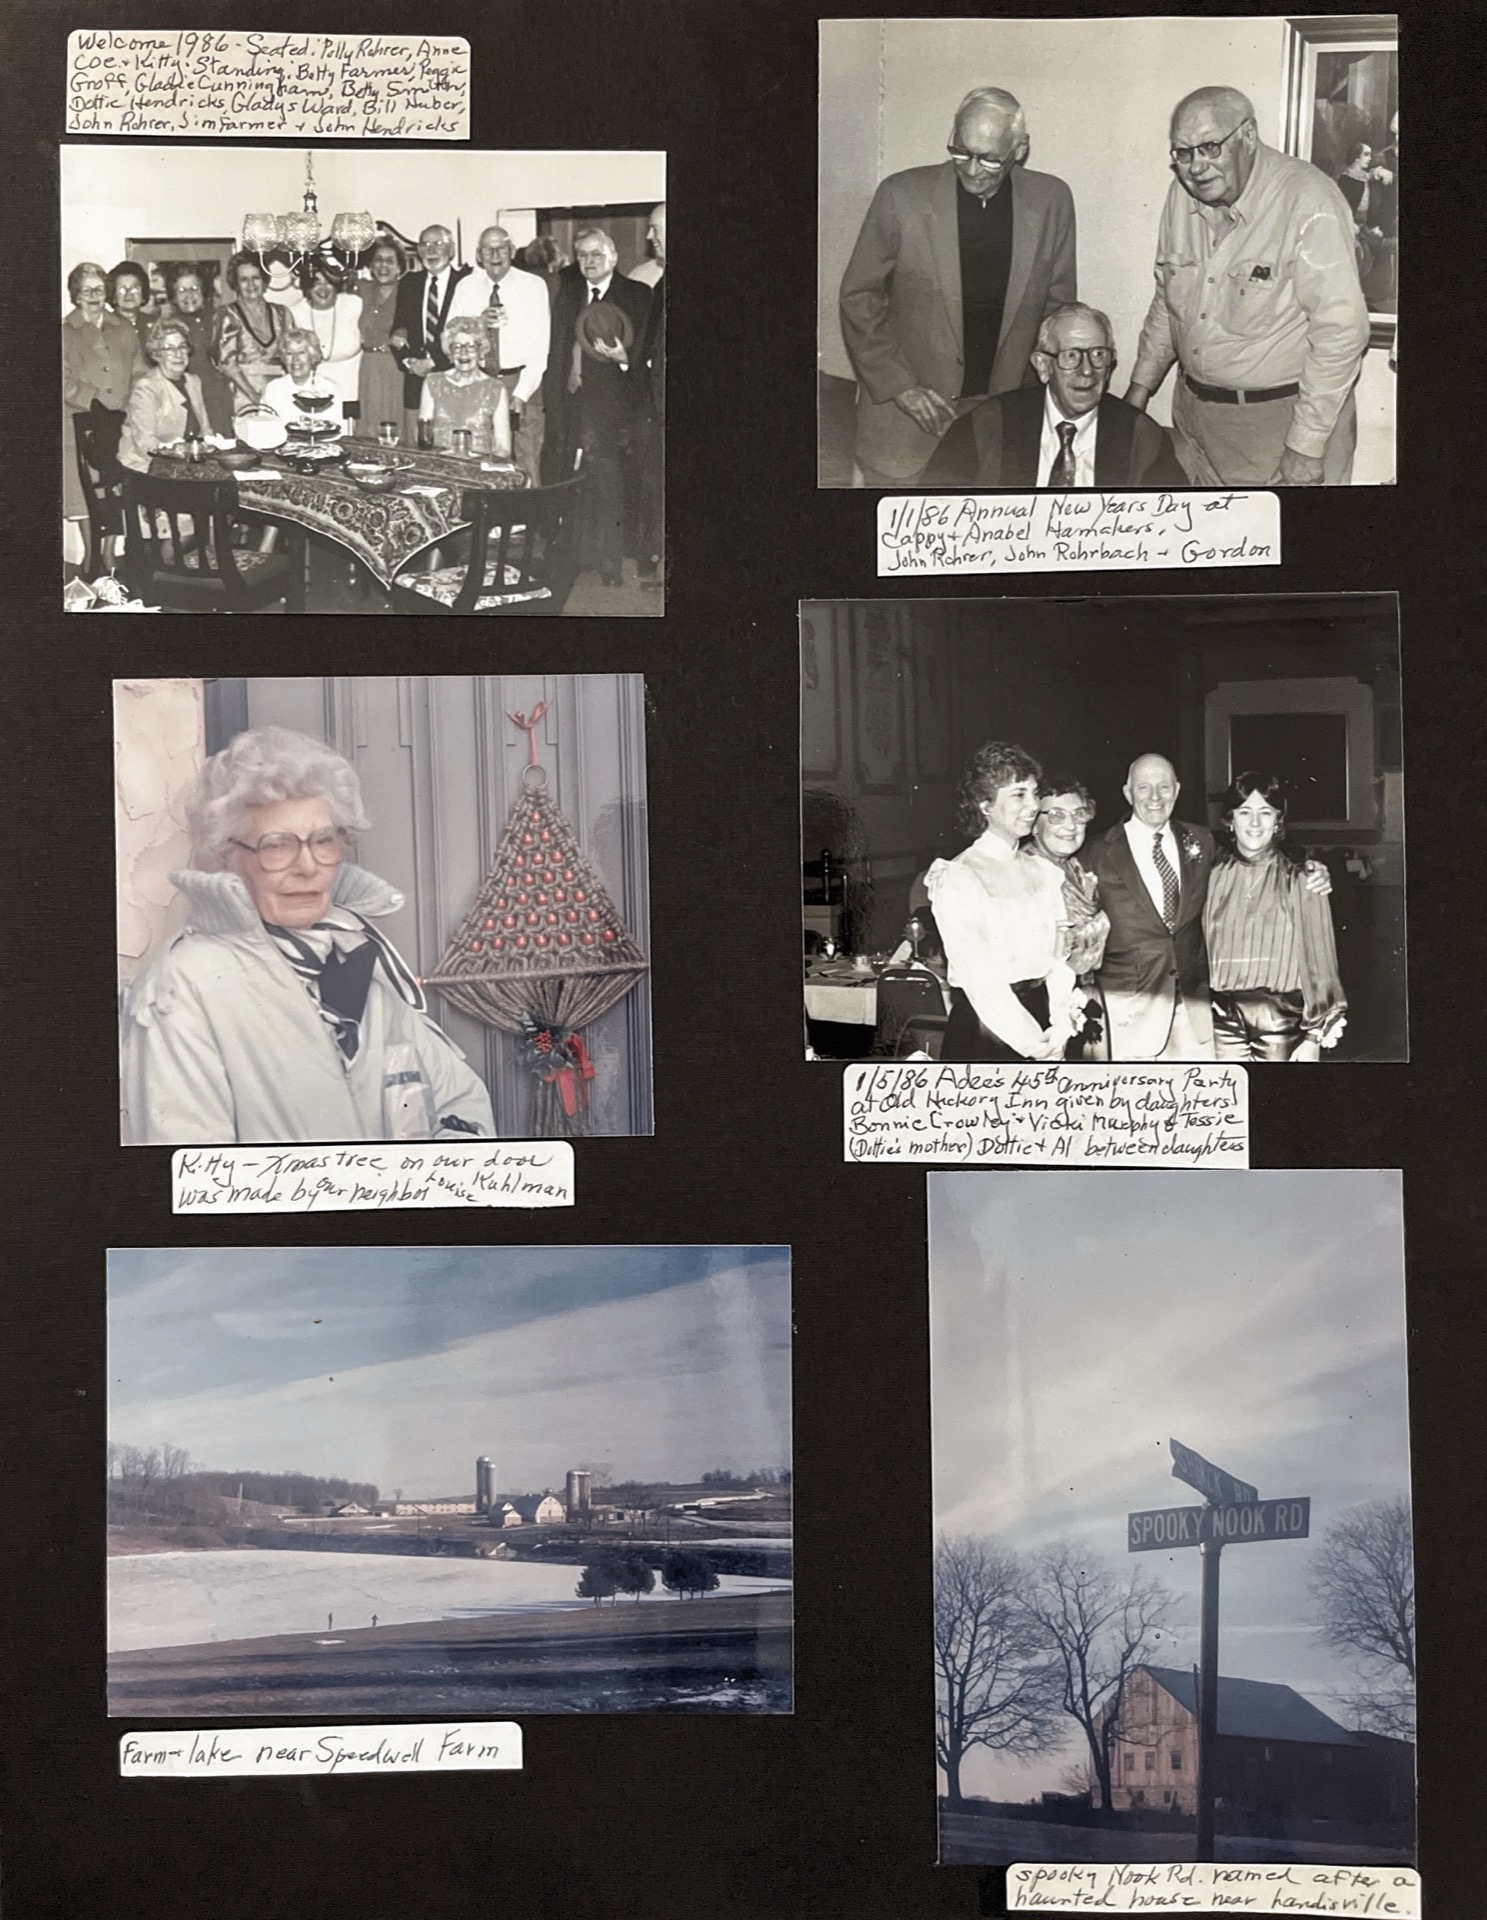 Welcome 1986 - Seated: Polly Rohrer, Anne
Coe + Kitty. Standing: Betty Farmer, Peggie
Groff, Gladie Cunningham, Betty Smi
Dottie Hendricks, Gladys Ward, Bill Huber,
John Rohrer, Jim Farmer + John Hendricks
1/1/86 Annual New Years Day at
Cappy + Anabel Hamakers.
John Rohrer, John Rohrbach + Gordon
Kitty - Xmas tree on our door
was made by our neighbor Louise Kuhlman
1/5/86 45th anniversary Party
at Old Hickory Inn given by daughters
Bonnie Crowley + Vicki Murphy & Tessie
(Dottie's mother) Dottie + Al between daughters
Farm + lake near Speedwell Farm
RD
SPOOKY NOOK RD
Spooky Nook Rd. named after a
haunted house near landisville.